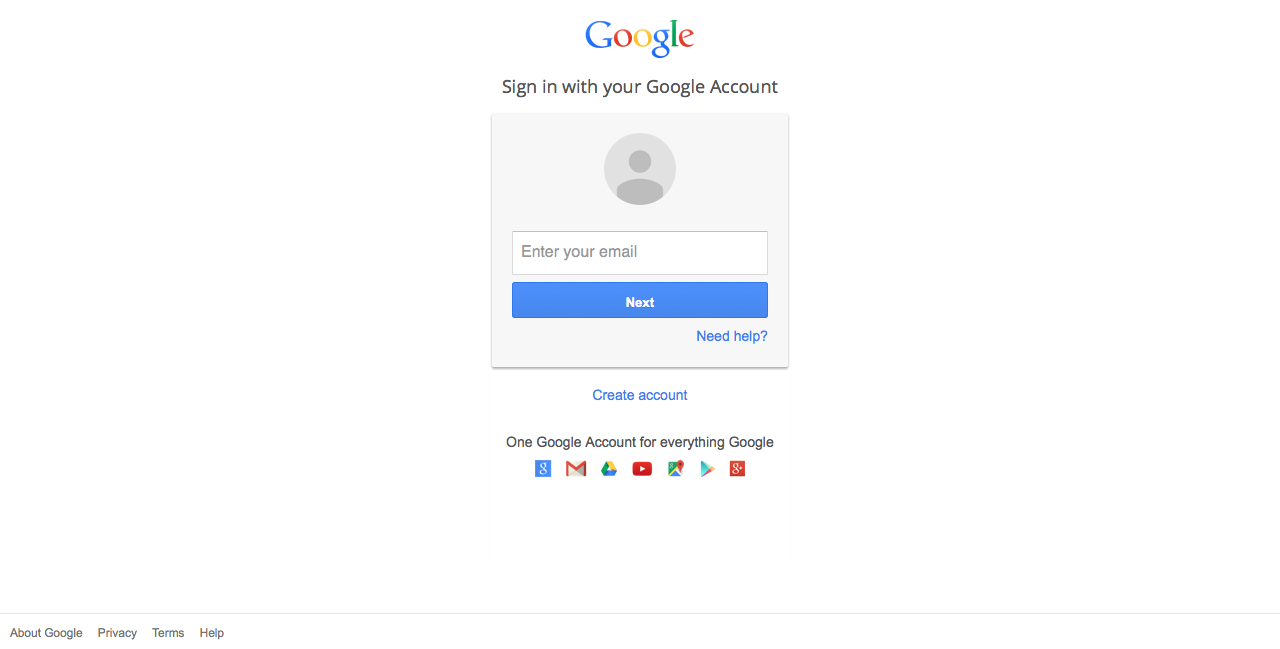 Google
Sign in with your Google Account
Enter your email
Next
Need help?
Create account
One Google Account for everything Google
About Google Privacy Terms Help